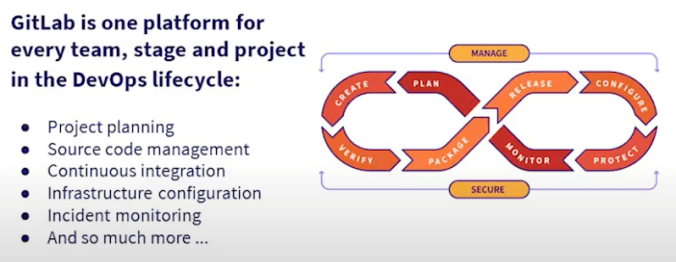 GitLab is one platform for
every team, stage and project
in the DevOps lifecycle:
● Project planning
● Source code management
● Continuous integration
● Infrastructure configuration
● Incident monitoring
● And so much more ...
MANAGE
CREATE
PLAN
RELEASE
CONFIGURE
VERIFY
PACKAGE
MONITOR
PROTECT
SECURE